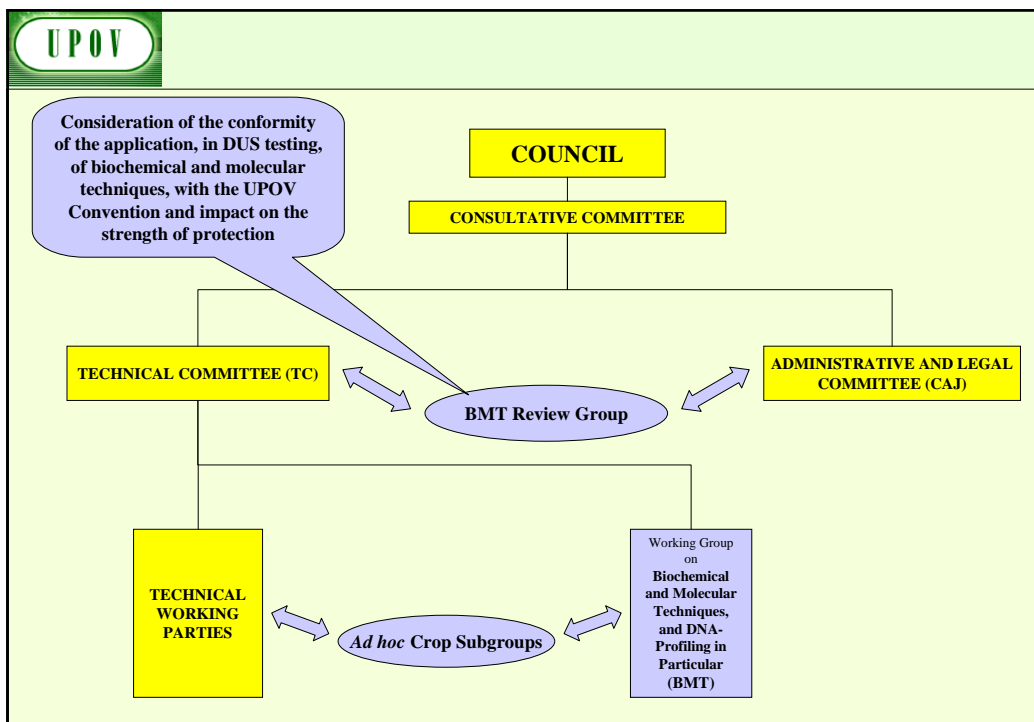 UPOV
Consideration of the conformity
of the application, in DUS testing,
of biochemical and molecular
techniques, with the UPOV
Convention and impact on the
strength of protection
COUNCIL
CONSULTATIVE COMMITTEE
TECHNICAL COMMITTEE (TC)
ADMINISTRATIVE AND LEGAL
COMMITTEE (CAJ)
BMT Review Group
TECHNICAL
WORKING
PARTIES
Ad hoc Crop Subgroups
Working Group
on
Biochemical
and Molecular
Techniques,
and DNA-
Profiling in
Particular
(BMT)